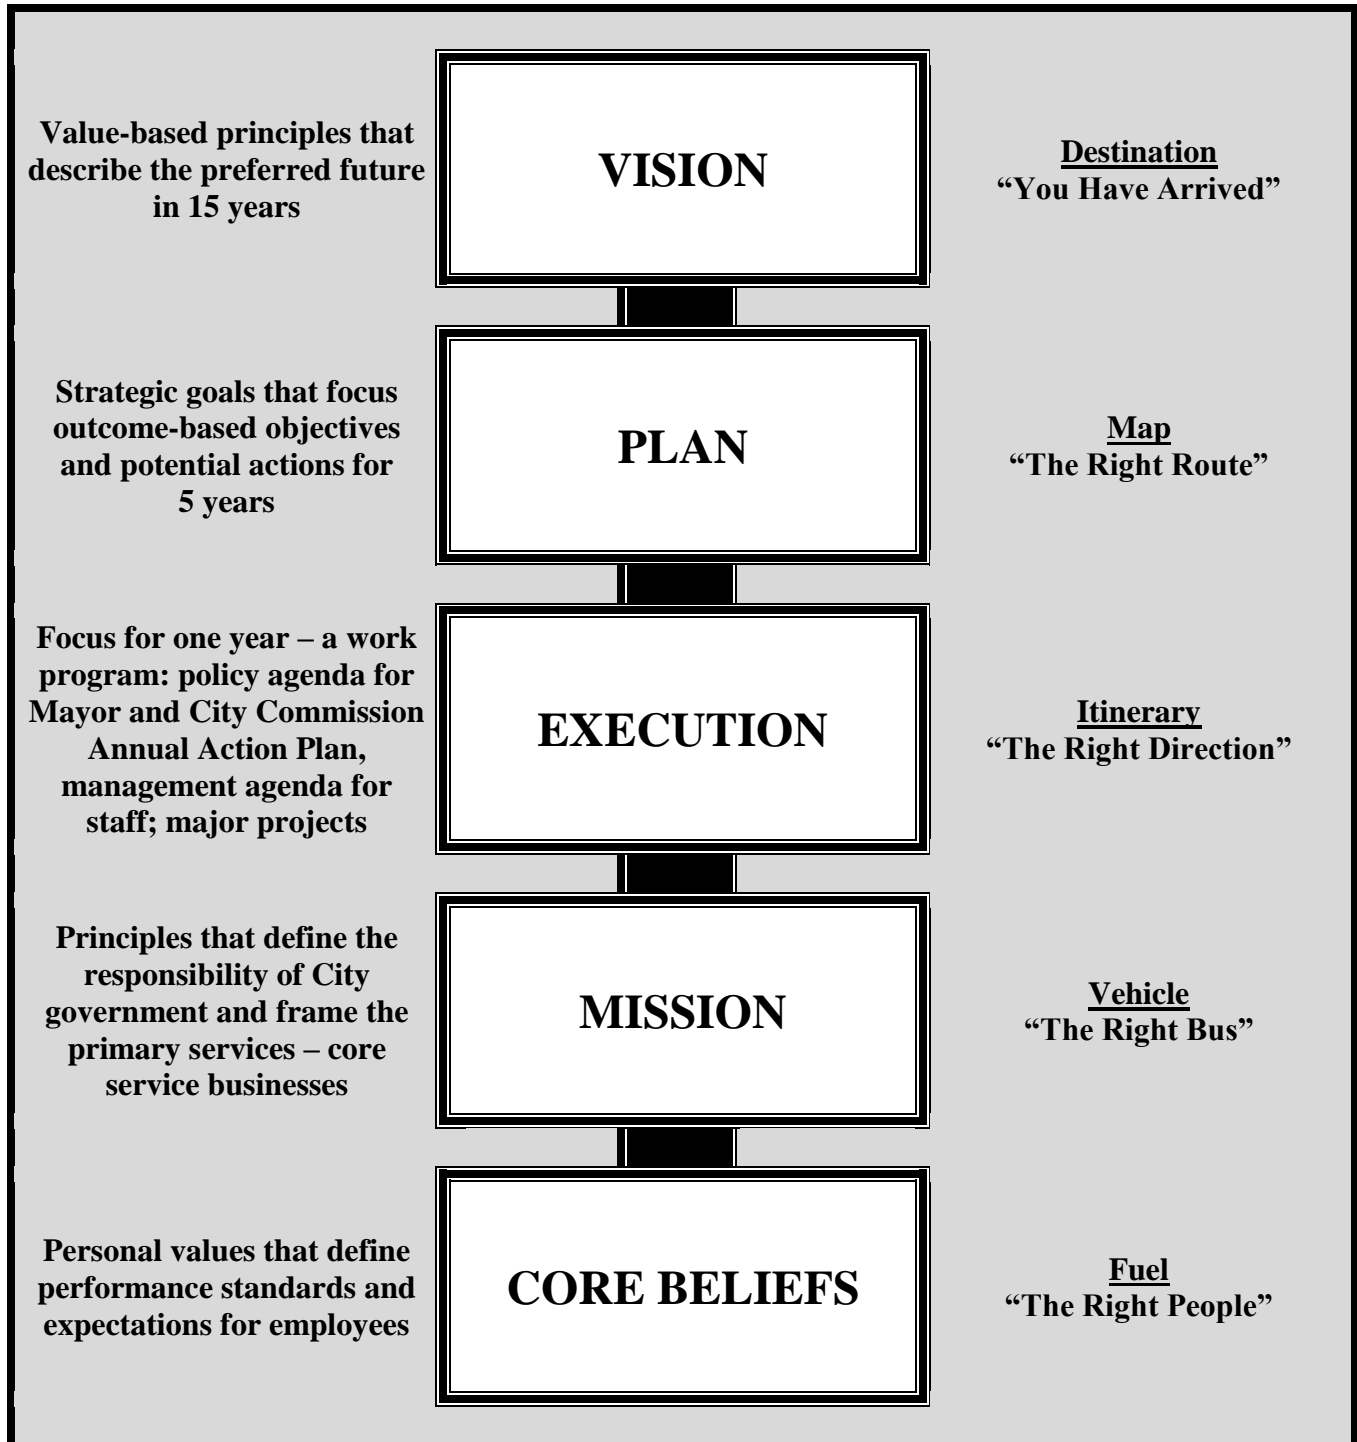 Value-based principles that
describe the preferred future
in 15 years
VISION
Destination
“You Have Arrived”
Strategic goals that focus
outcome-based objectives
and potential actions for
5 years
PLAN
Map
“The Right Route”
Focus for one year – a work
program: policy agenda for
Mayor and City Commission
Annual Action Plan,
management agenda for
staff; major projects
EXECUTION
Itinerary
“The Right Direction”
Principles that define the
responsibility of City
government and frame the
primary services – core
service businesses
MISSION
Vehicle
“The Right Bus”
Personal values that define
performance standards and
expectations for employees
CORE BELIEFS
Fuel
“The Right People”